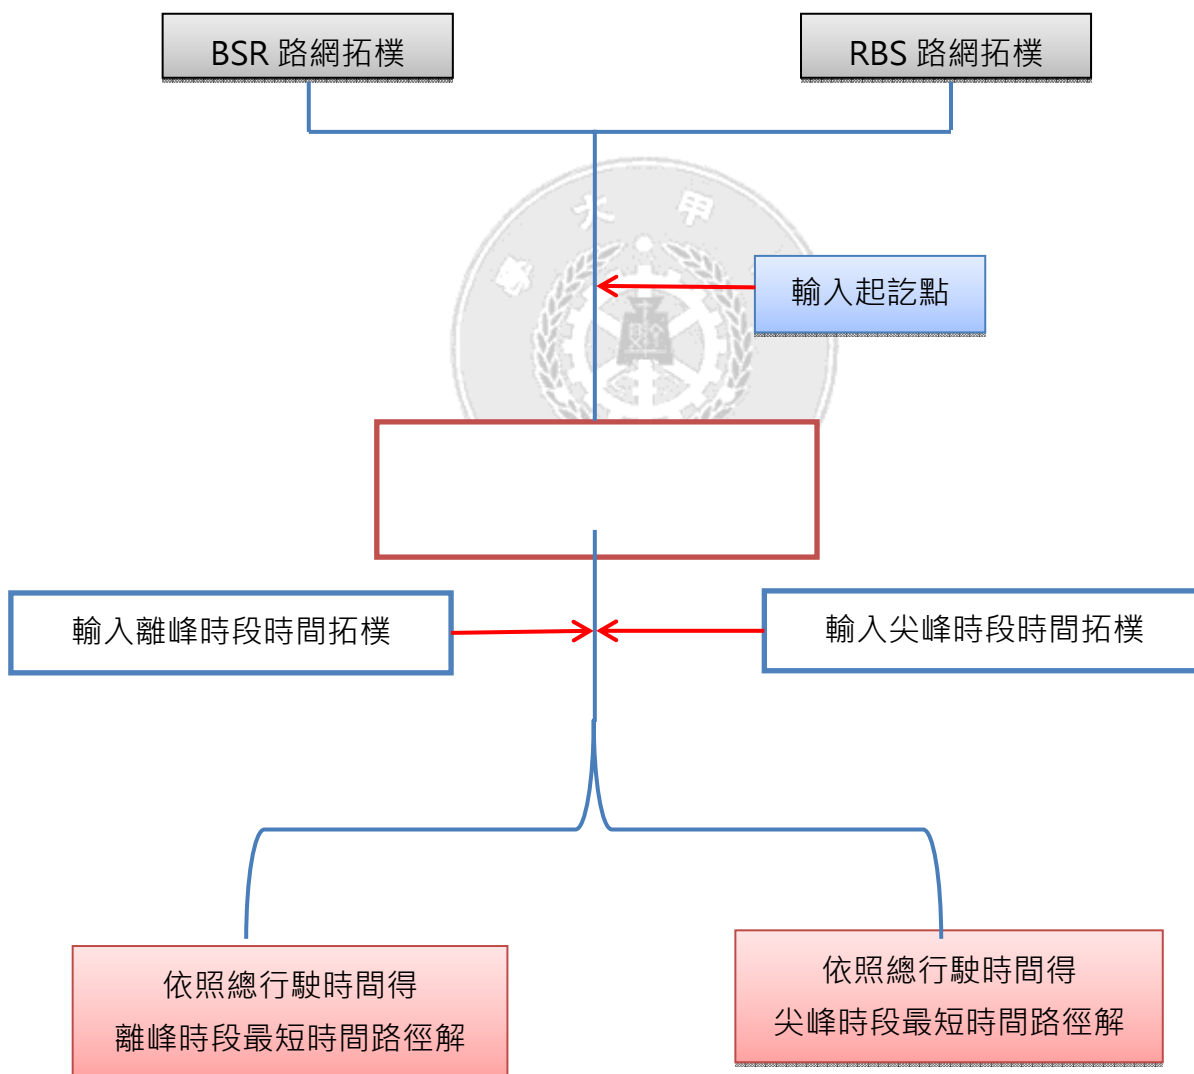 BSR 路網拓樸
RBS 路網拓樸
大 甲
輸入起訖點
輸入離峰時段時間拓樸
輸入尖峰時段時間拓樸
依照總行駛時間得
離峰時段最短時間路徑解
依照總行駛時間得
尖峰時段最短時間路徑解